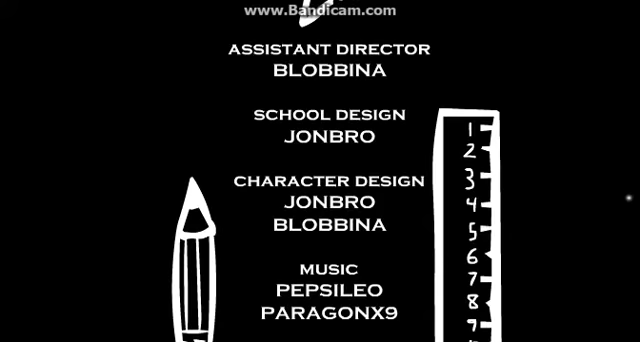 www.Bandicam.com
ASSISTANT DIRECTOR
BLOBBINA
SCHOOL DESIGN
JONBRO
CHARACTER DESIGN
JONBRO
BLOBBINA
MUSIC
PEPSILEO
PARAGONX9
1
2
3
4
5
6
7
8
9